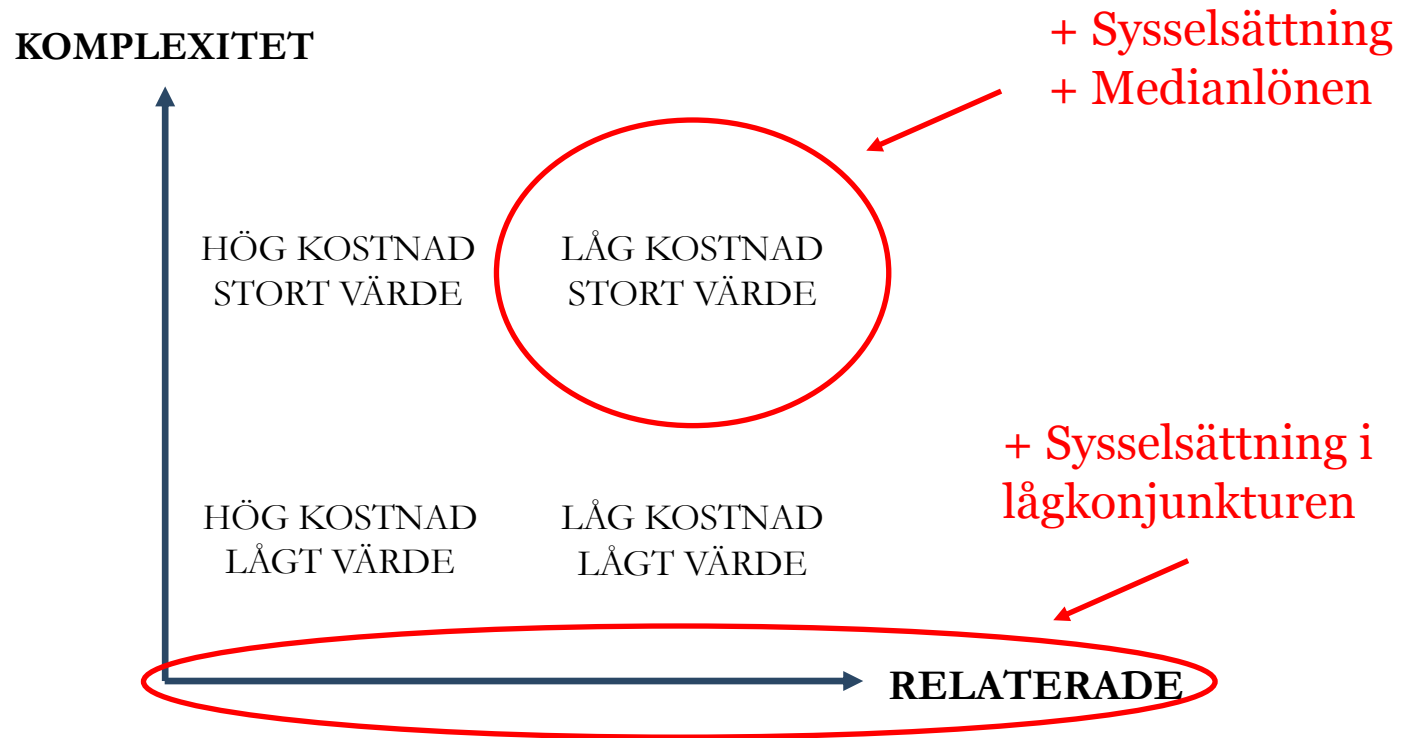 KOMPLEXITET
+ Sysselsättning
+ Medianlönen
HÖG KOSTNAD
STORT VÄRDE
LÅG KOSTNAD
STORT VÄRDE
+ Sysselsättning i
lågkonjunkturen
HÖG KOSTNAD
LÅGT VÄRDE
LÅG KOSTNAD
LÅGT VÄRDE
RELATERADE